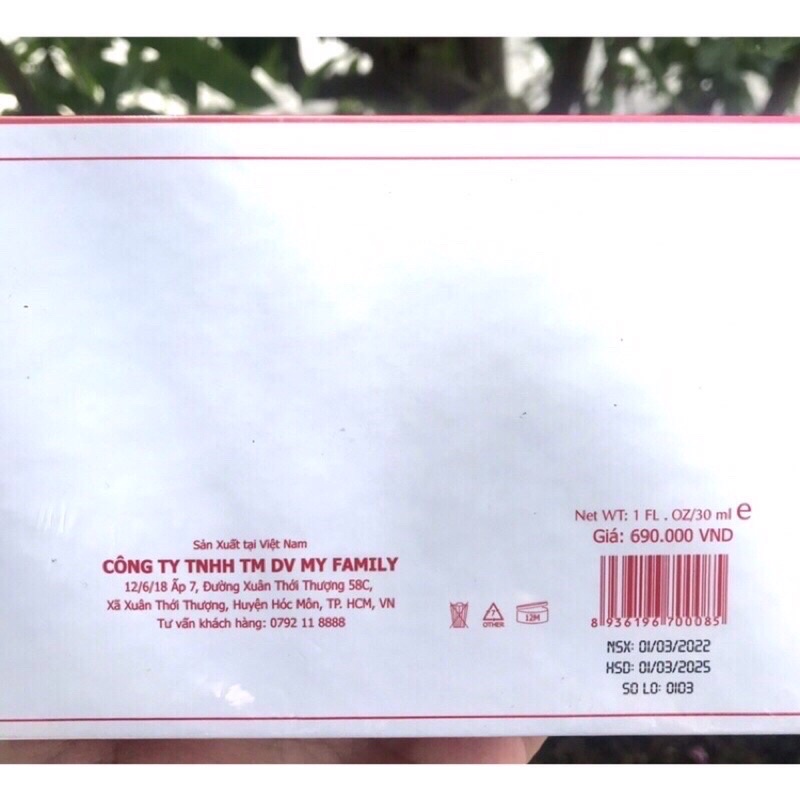 Sản Xuất tại Việt Nam
CÔNG TY TNHH TM DV MY FAMILY
12/6/18 Ấp 7, Đường Xuân Thới Thượng 58C,
Xã Xuân Thới Thượng, Huyện Hóc Môn, TP. HCM, VN
Tư vấn khách hàng: 0792 11 8888
7
OTHER
12M
Net WT: 1 FL . OZ/30 ml e
Giá: 690.000 VND
8 936196 700085
NSX: 01/03/2022
HSD: 01/03/2025
SO LO: 0103